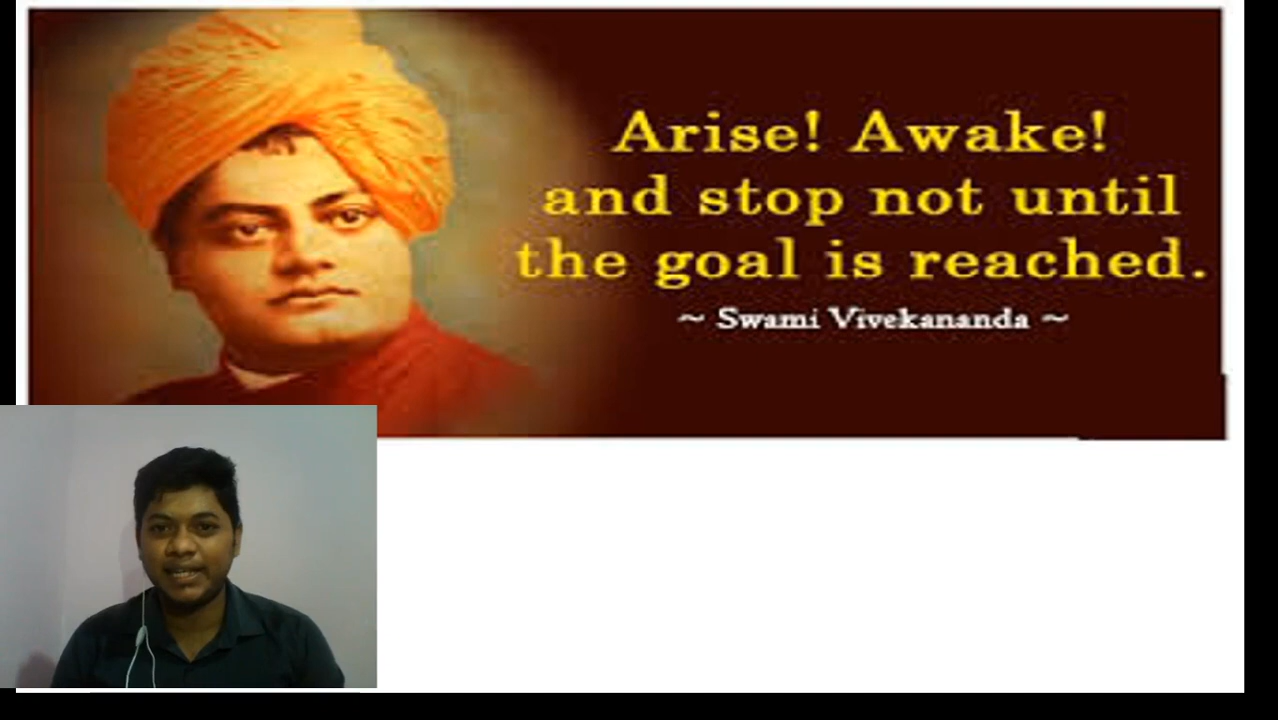 Arise! Awake!
and stop not until
the goal is reached.
~ Swami Vivekananda ~